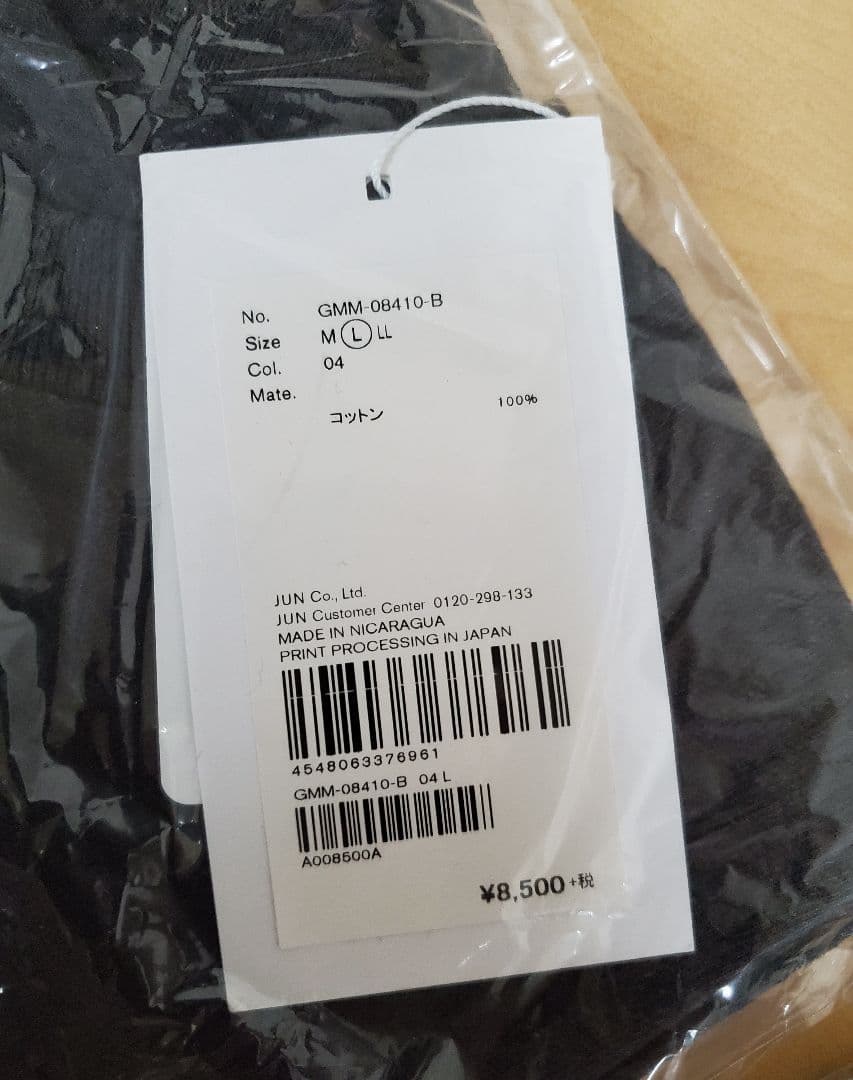 No. GMM-08410-B
Size M L LL
Col. 04
Mate.
コットン 100%
JUN Co., Ltd.
JUN Customer Center 0120-298-133
MADE IN NICARAGUA
PRINT PROCESSING IN JAPAN
4548063376961
GMM-08410-B 04 L
A008500A
¥8,500+税